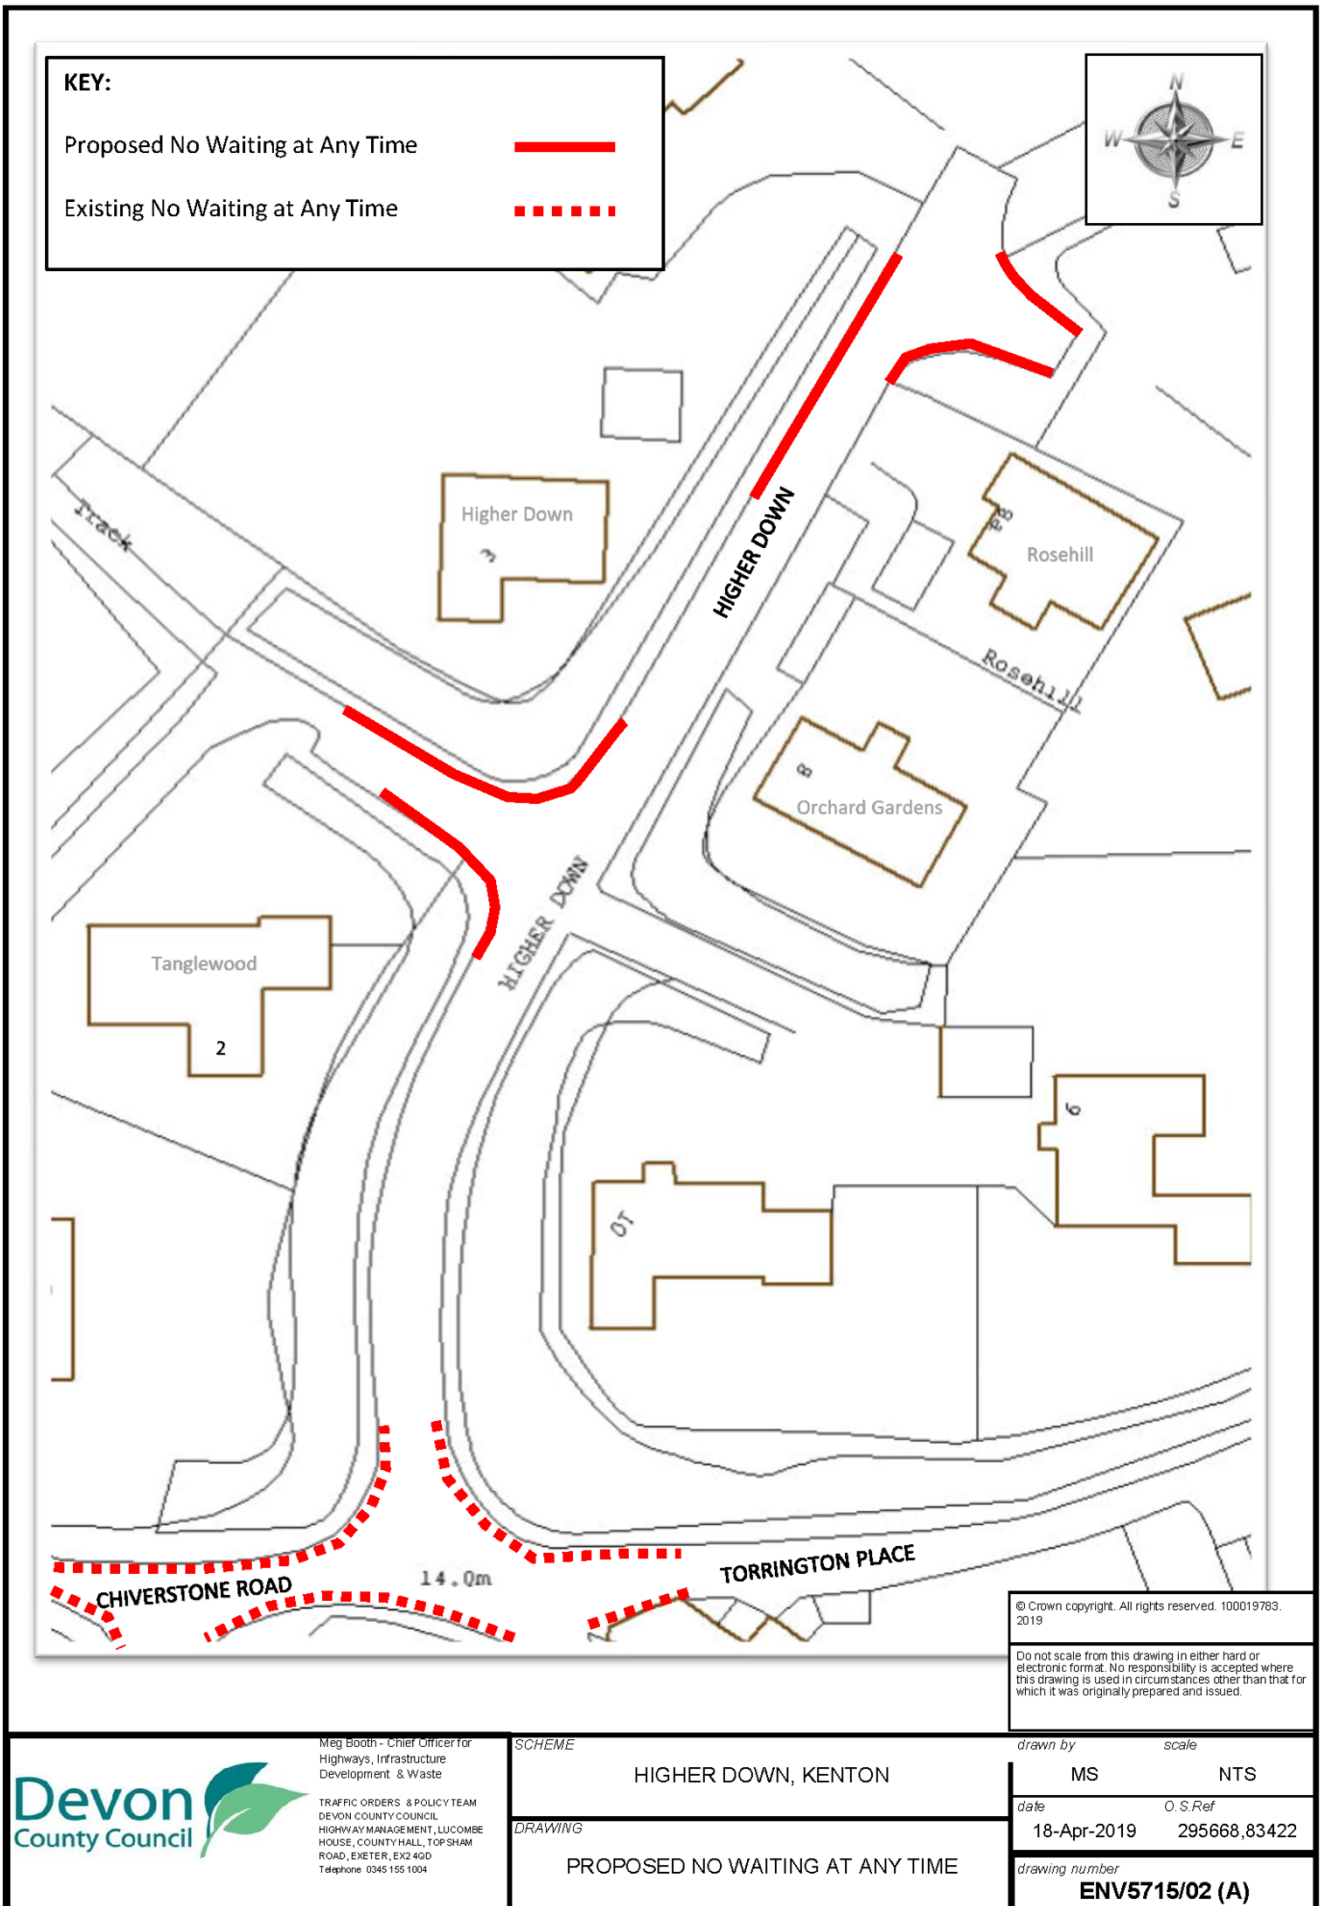 KEY:
Proposed No Waiting at Any Time
Existing No Waiting at Any Time
N
W E
S
Track
Higher Down
3
HIGHER DOWN
Rosehill
Rosehill
8
Orchard Gardens
HIGHER DOWN
Tanglewood
2
6
10
CHIVERSTONE ROAD
14.0m
TORRINGTON PLACE
© Crown copyright. All rights reserved. 100019783.
2019
Do not scale from this drawing in either hard or
electronic format. No responsibility is accepted where
this drawing is used in circumstances other than that for
which it was originally prepared and issued.
Devon
County Council
Meg Booth - Chief Officer for
Highways, Infrastructure
Development & Waste
TRAFFIC ORDERS & POLICY TEAM
DEVON COUNTY COUNCIL
HIGHWAY MANAGEMENT, LUCOMBE
HOUSE, COUNTY HALL, TOPSHAM
ROAD, EXETER, EX2 4QD
Telephone 0345 155 1004
SCHEME
HIGHER DOWN, KENTON
DRAWING
PROPOSED NO WAITING AT ANY TIME
drawn by scale
MS NTS
date O.S.Ref
18-Apr-2019 295668,83422
drawing number
ENV5715/02 (A)